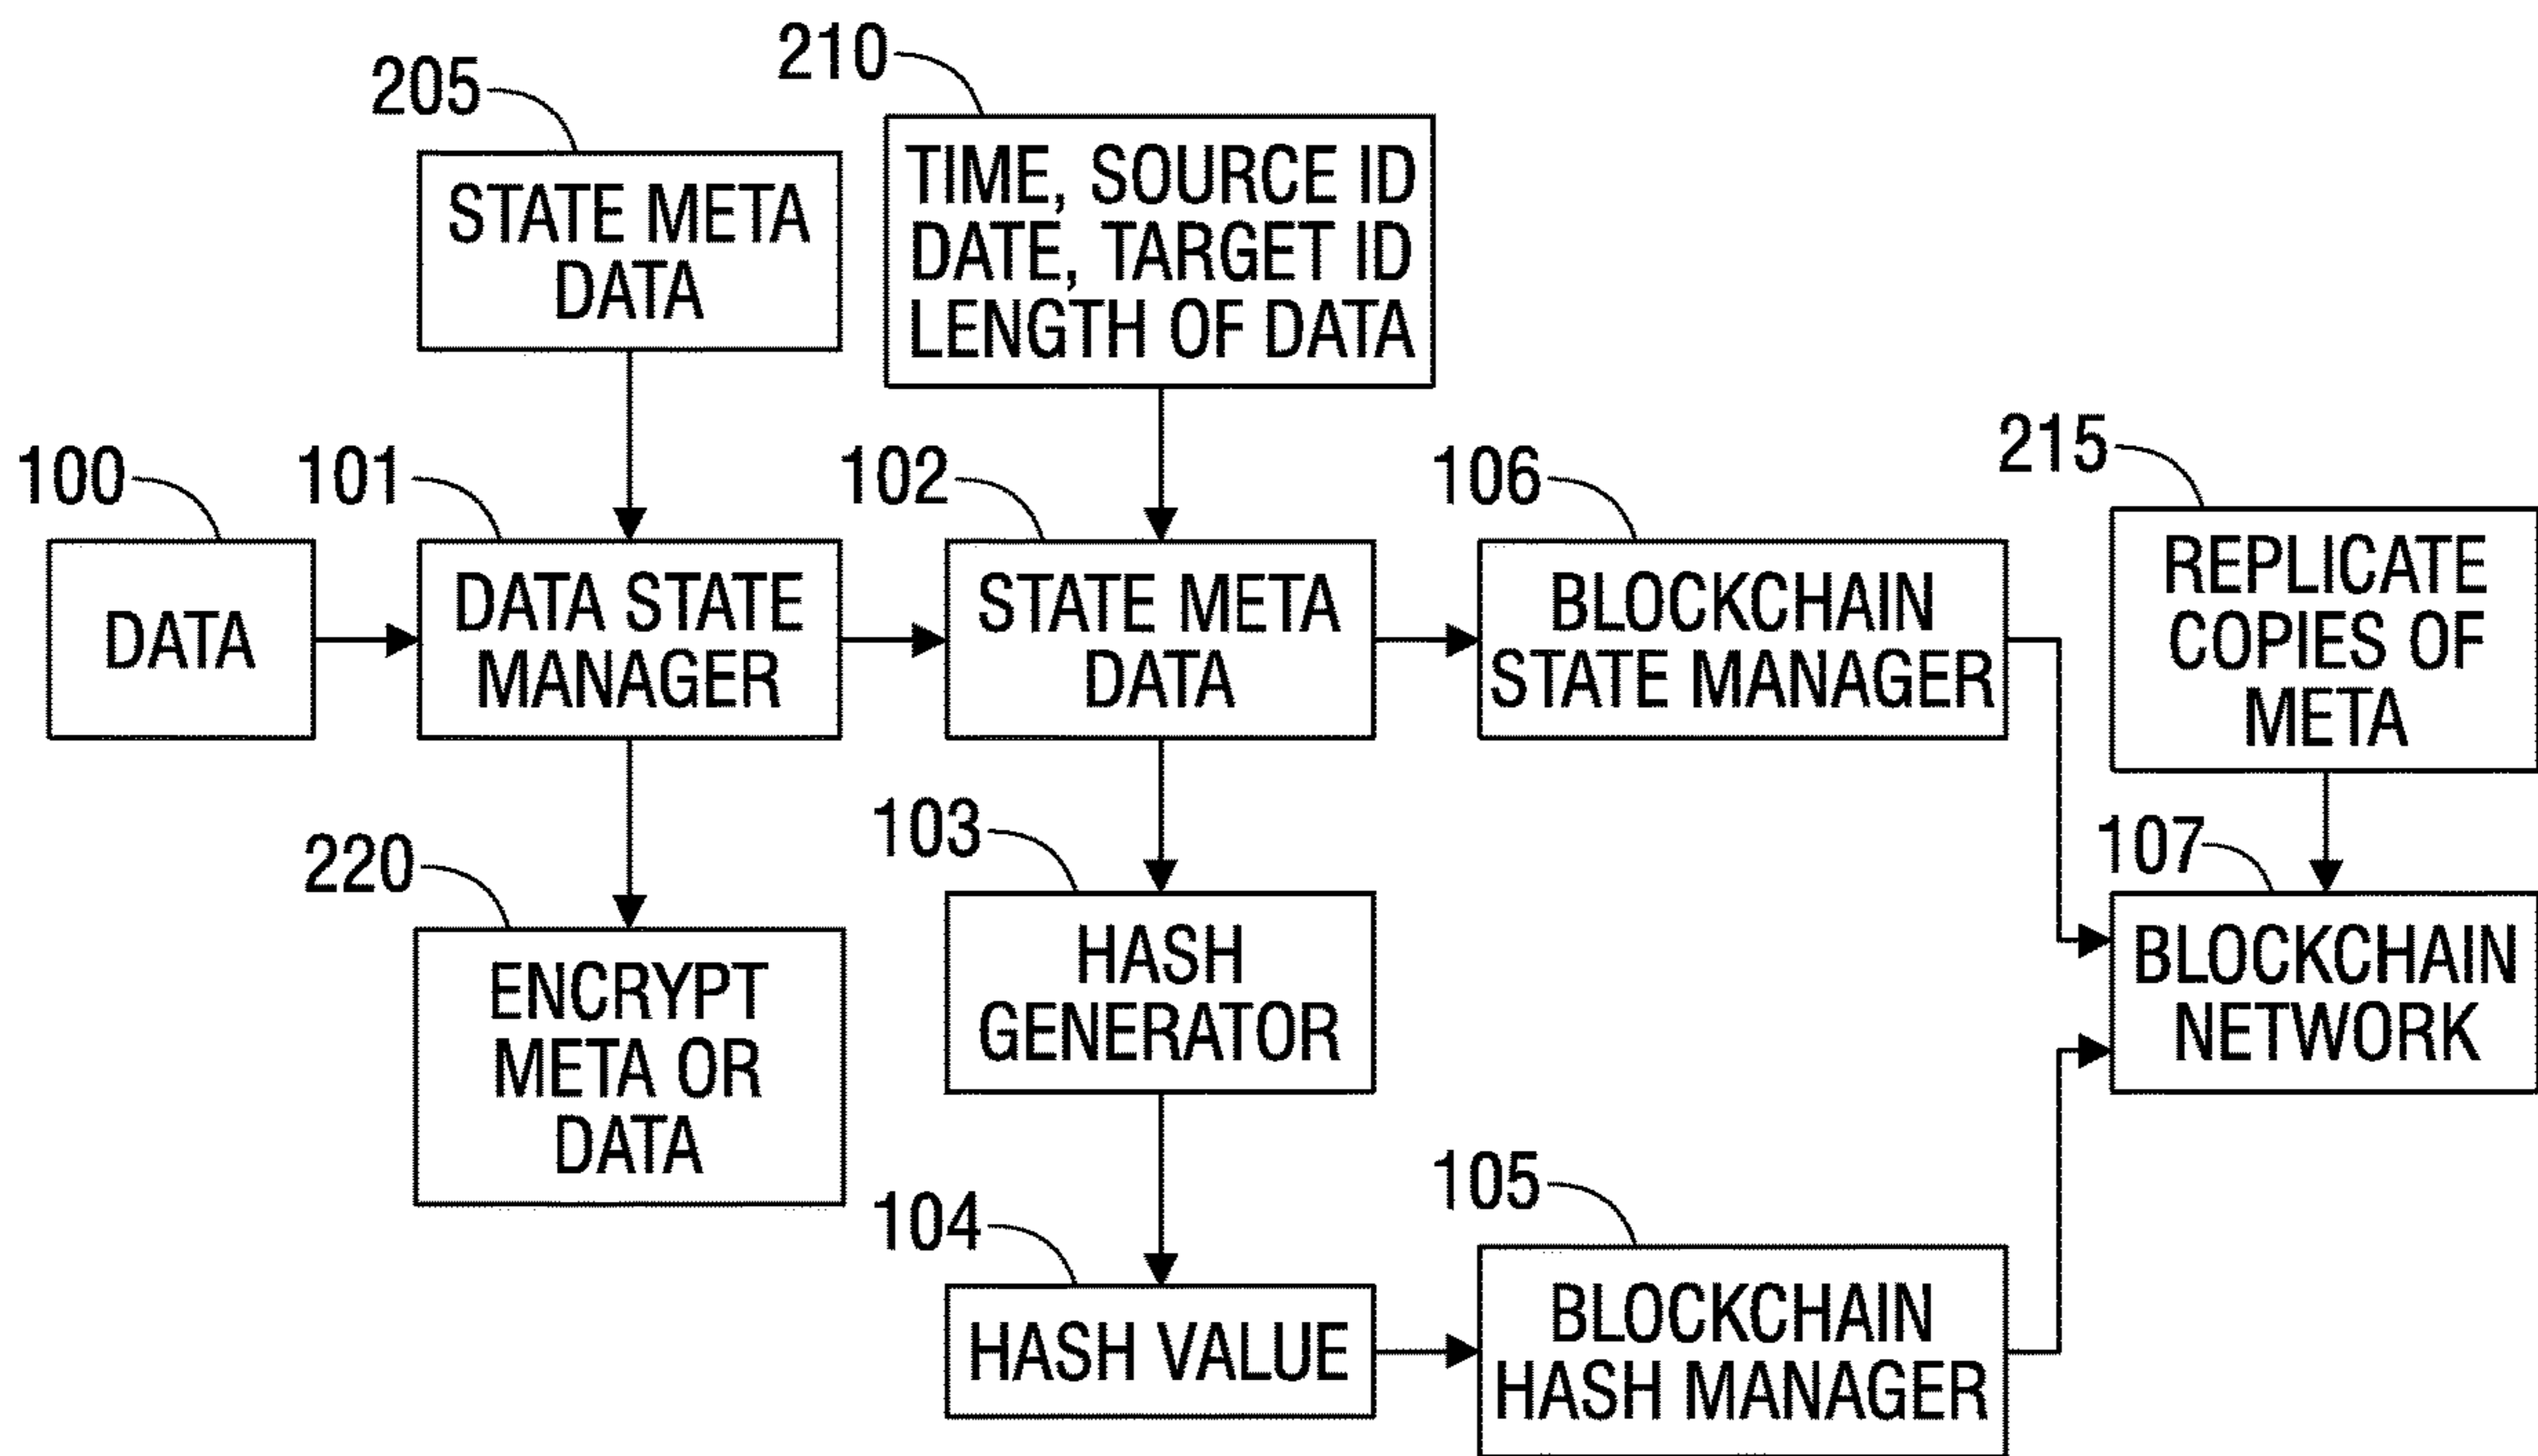 210
205
TIME, SOURCE ID
DATE, TARGET ID
LENGTH OF DATA
STATE META
DATA
100
101
102
106
215
DATA
DATA STATE
MANAGER
STATE META
DATA
BLOCKCHAIN
STATE MANAGER
REPLICATE
COPIES OF
META
220
103
107
ENCRYPT
META OR
DATA
HASH
GENERATOR
BLOCKCHAIN
NETWORK
104
105
HASH VALUE
BLOCKCHAIN
HASH MANAGER